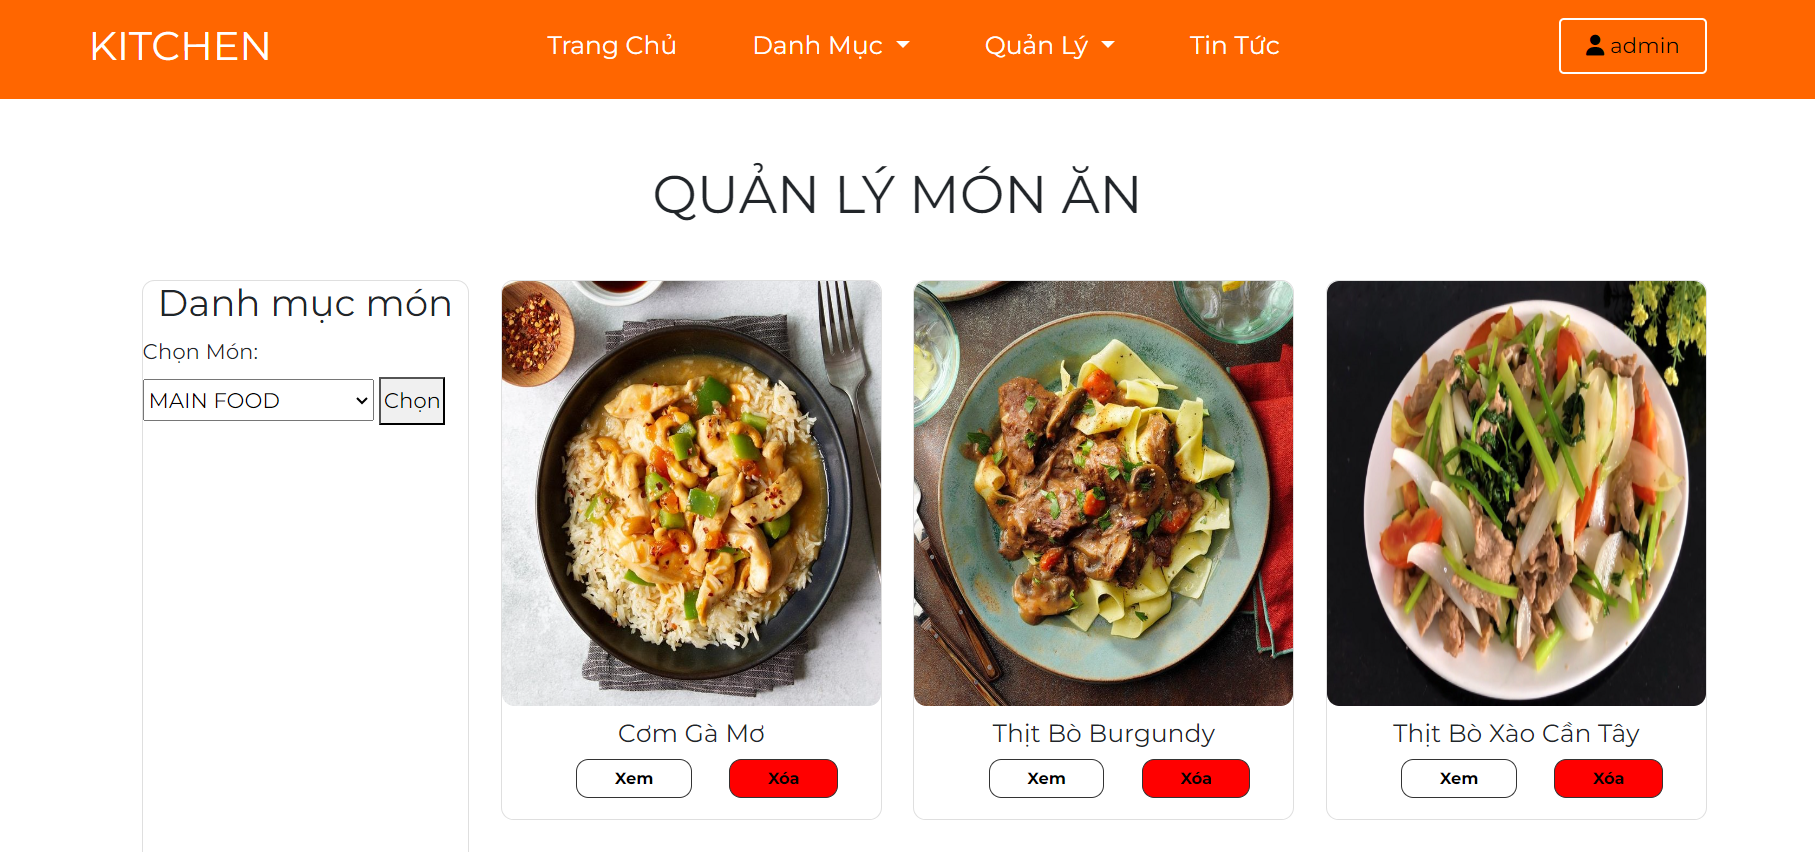 KITCHEN
Trang Chủ
Danh Mục
Quản Lý
Tin Tức
admin
QUẢN LÝ MÓN ĂN
Danh mục món
Chọn Món:
MAIN FOOD
Chọn
Cơm Gà Mơ
Xem
Xóa
Thịt Bò Burgundy
Xem
Xóa
Thịt Bò Xào Cần Tây
Xem
Xóa